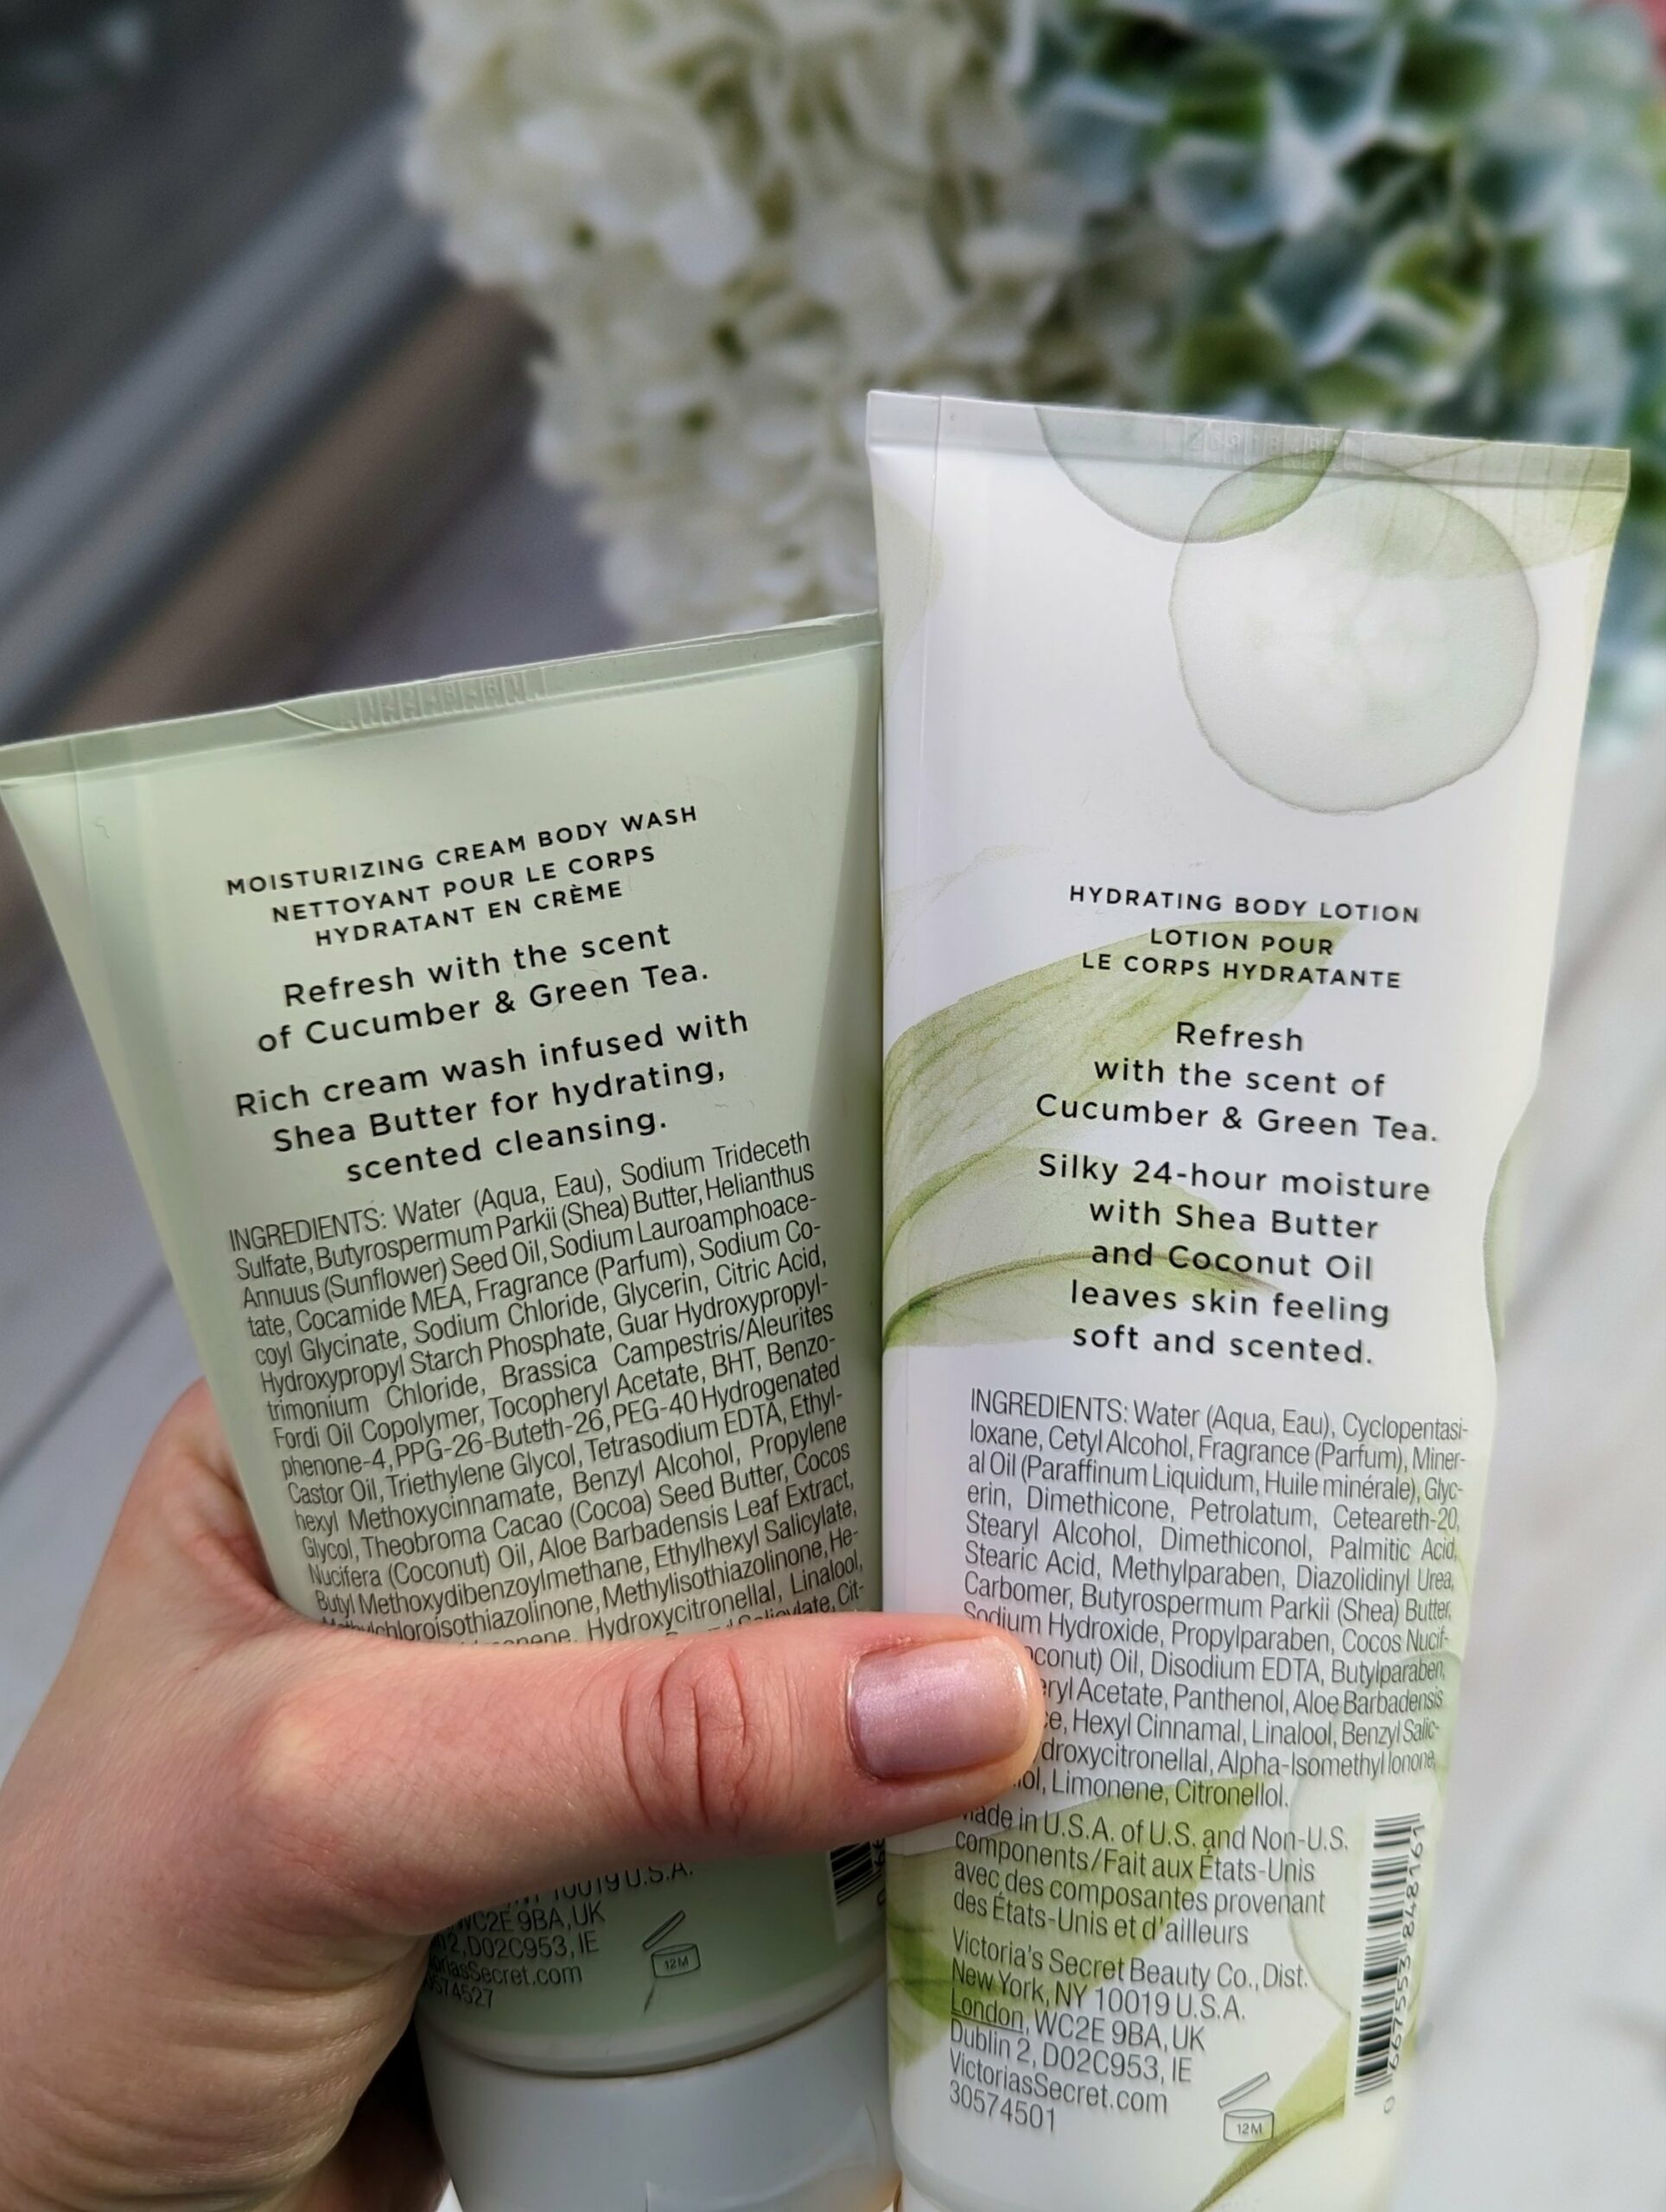 MOISTURIZING CREAM BODY WASH
NETTOYANT POUR LE CORPS
HYDRATANT EN CRÈME
Refresh with the scent
of Cucumber & Green Tea.
Rich cream wash infused with
Shea Butter for hydrating,
scented cleansing.
INGREDIENTS: Water (Aqua, Eau), Sodium Trideceth
Sulfate, Butyrospermum Parkii (Shea) Butter, Helianthus
Annuus (Sunflower) Seed Oil, Sodium Lauroamphoace-
tate, Cocamide MEA, Fragrance (Parfum), Sodium Co-
coyl Glycinate, Sodium Chloride, Glycerin, Citric Acid,
Hydroxypropyl Starch Phosphate, Guar Hydroxypropyl-
trimonium Chloride, Brassica Campestris/Aleurites
Fordi Oil Copolymer, Tocopheryl Acetate, BHT, Benzo-
phenone-4, PPG-26-Buteth-26, PEG-40 Hydrogenated
Castor Oil, Triethylene Glycol, Tetrasodium EDTA, Ethyl-
hexyl Methoxycinnamate, Benzyl Alcohol, Propylene
Glycol, Theobroma Cacao (Cocoa) Seed Butter, Cocos
Nucifera (Coconut) Oil, Aloe Barbadensis Leaf Extract,
Butyl Methoxydibenzoylmethane, Ethylhexyl Salicylate,
Methylchloroisothiazolinone, Methylisothiazolinone, He-
Hydroxycitronellal, Linalool,
Cit-
10019 U.S.A.
WC2E 9BA, UK
D02C953, IE
12M
HYDRATING BODY LOTION
LOTION POUR
LE CORPS HYDRATANTE
Refresh
with the scent of
Cucumber & Green Tea.
Silky 24-hour moisture
with Shea Butter
and Coconut Oil
leaves skin feeling
soft and scented.
INGREDIENTS: Water (Aqua, Eau), Cyclopentasi-
loxane, Cetyl Alcohol, Fragrance (Parfum), Miner-
al Oil (Paraffinum Liquidum, Huile minérale), Glyc-
erin, Dimethicone, Petrolatum, Ceteareth-20,
Stearyl Alcohol, Dimethiconol, Palmitic Acid,
Stearic Acid, Methylparaben, Diazolidinyl Urea,
Carbomer, Butyrospermum Parkii (Shea) Butter,
Sodium Hydroxide, Propylparaben, Cocos Nucif-
Oil, Disodium EDTA, Butylparaben,
Acetate, Panthenol, Aloe Barbadensis
Hexyl Cinnamal, Linalool, Benzyl Salic-
Alpha-Isomethyl Ionone,
Limonene, Citronellol.
Made in U.S.A. of U.S. and Non-U.S.
components/Fait aux États-Unis
avec des composantes provenant
des États-Unis et d'ailleurs
Victoria's Secret Beauty Co., Dist.
New York, NY 10019 U.S.A.
London, WC2E 9BA, UK
Dublin 2, D02C953, IE
VictoriasSecret.com
30574501
12M
0 667553 848161